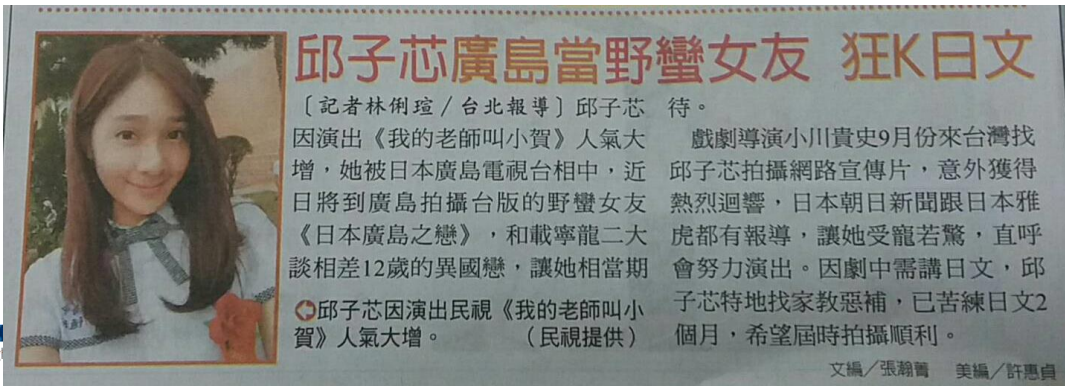 邱子芯廣島當野蠻女友 狂K日文
〔記者林俐瑄／台北報導〕邱子芯
因演出《我的老師叫小賀》人氣大
增，她被日本廣島電視台相中，近
日將到廣島拍攝台版的野蠻女友
《日本廣島之戀》，和載寧龍二大
談相差12歲的異國戀，讓她相當期
待。
戲劇導演小川貴史9月份來台灣找
邱子芯拍攝網路宣傳片，意外獲得
熱烈迴響，日本朝日新聞跟日本雅
虎都有報導，讓她受寵若驚，直呼
會努力演出。因劇中需講日文，邱
子芯特地找家教惡補，已苦練日文2
個月，希望屆時拍攝順利。
邱子芯因演出民視《我的老師叫小
賀》人氣大增。 （民視提供）
文編／張瀚菁 美編／許惠貞